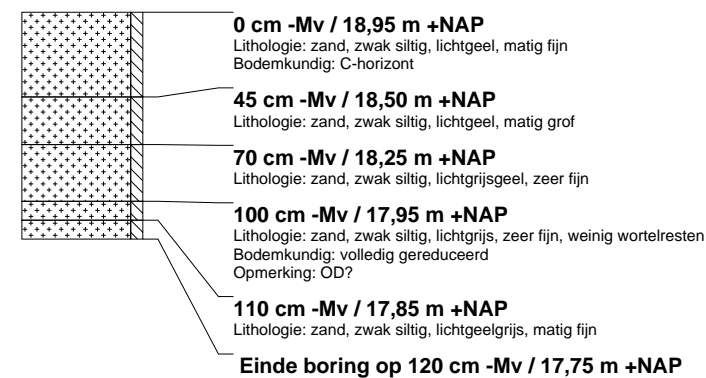 0 cm -Mv / 18,95 m +NAP
Lithologie: zand, zwak siltig, lichtgeel, matig fijn
Bodemkundig: C-horizont
45 cm -Mv / 18,50 m +NAP
Lithologie: zand, zwak siltig, lichtgeel, matig grof
70 cm -Mv / 18,25 m +NAP
Lithologie: zand, zwak siltig, lichtgrijsgeel, zeer fijn
100 cm -Mv / 17,95 m +NAP
Lithologie: zand, zwak siltig, lichtgrijs, zeer fijn, weinig wortelresten
Bodemkundig: volledig gereduceerd
Opmerking: OD?
110 cm -Mv / 17,85 m +NAP
Lithologie: zand, zwak siltig, lichtgeelgrijs, matig fijn
Einde boring op 120 cm -Mv / 17,75 m +NAP